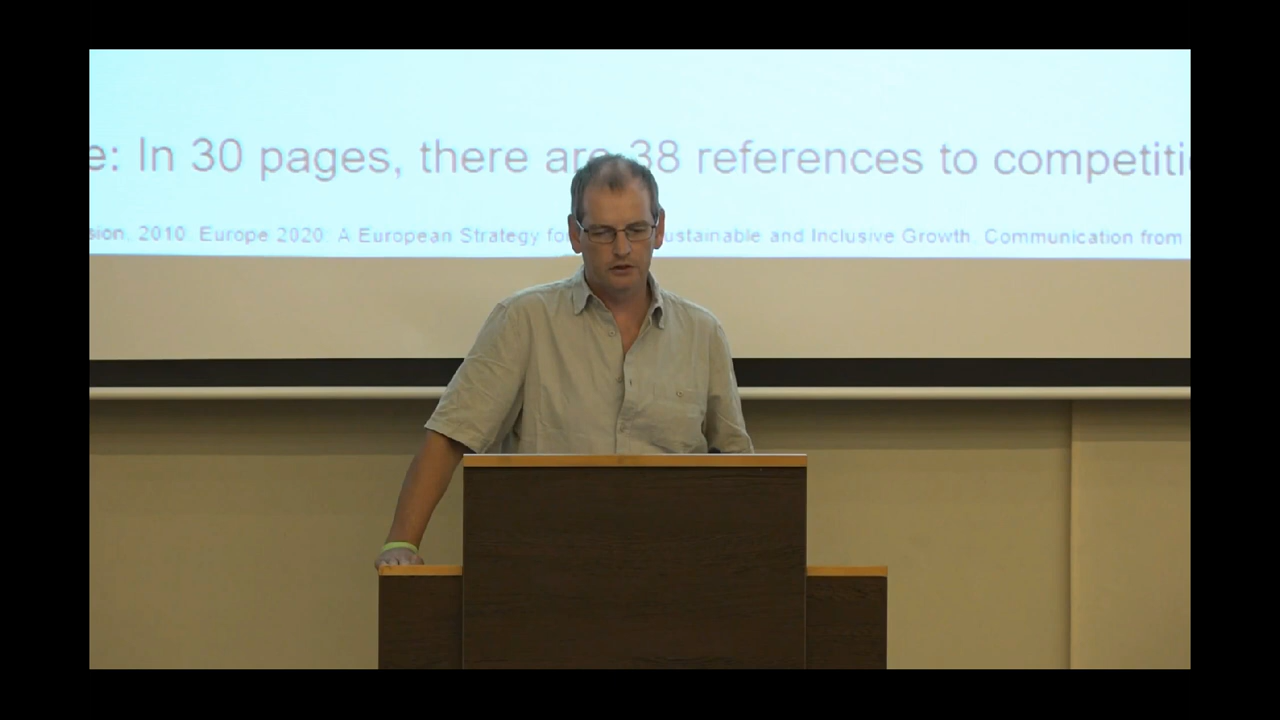 e: In 30 pages, there are 38 references to competiti
sion. 2010. Europe 2020. A European Strategy fo ustainable and Inclusive Growth. Communication from